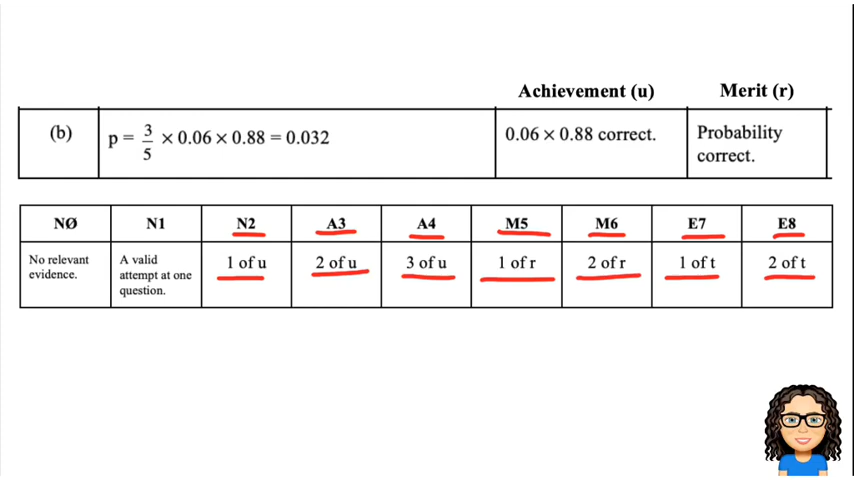 Achievement (u) Merit (r)
(b) p = 3/5 × 0.06 × 0.88 = 0.032 0.06 × 0.88 correct. Probability
correct.
NØ N1 N2 A3 A4 M5 M6 E7 E8
No relevant A valid 1 of u 2 of u 3 of u 1 of r 2 of r 1 of t 2 of t
evidence. attempt at one
question.